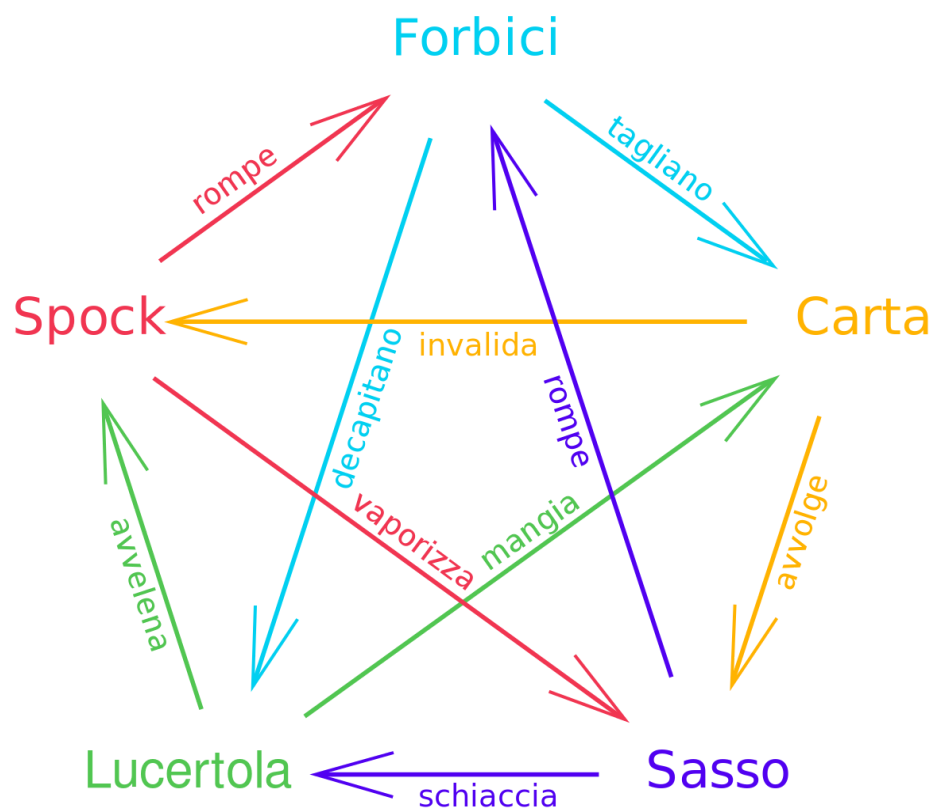 Forbici
rompe
tagliano
Spock
Carta
invalida
decapitano
rompe
vaporizza
mangia
avvolge
avvelena
Lucertola
Sasso
schiaccia